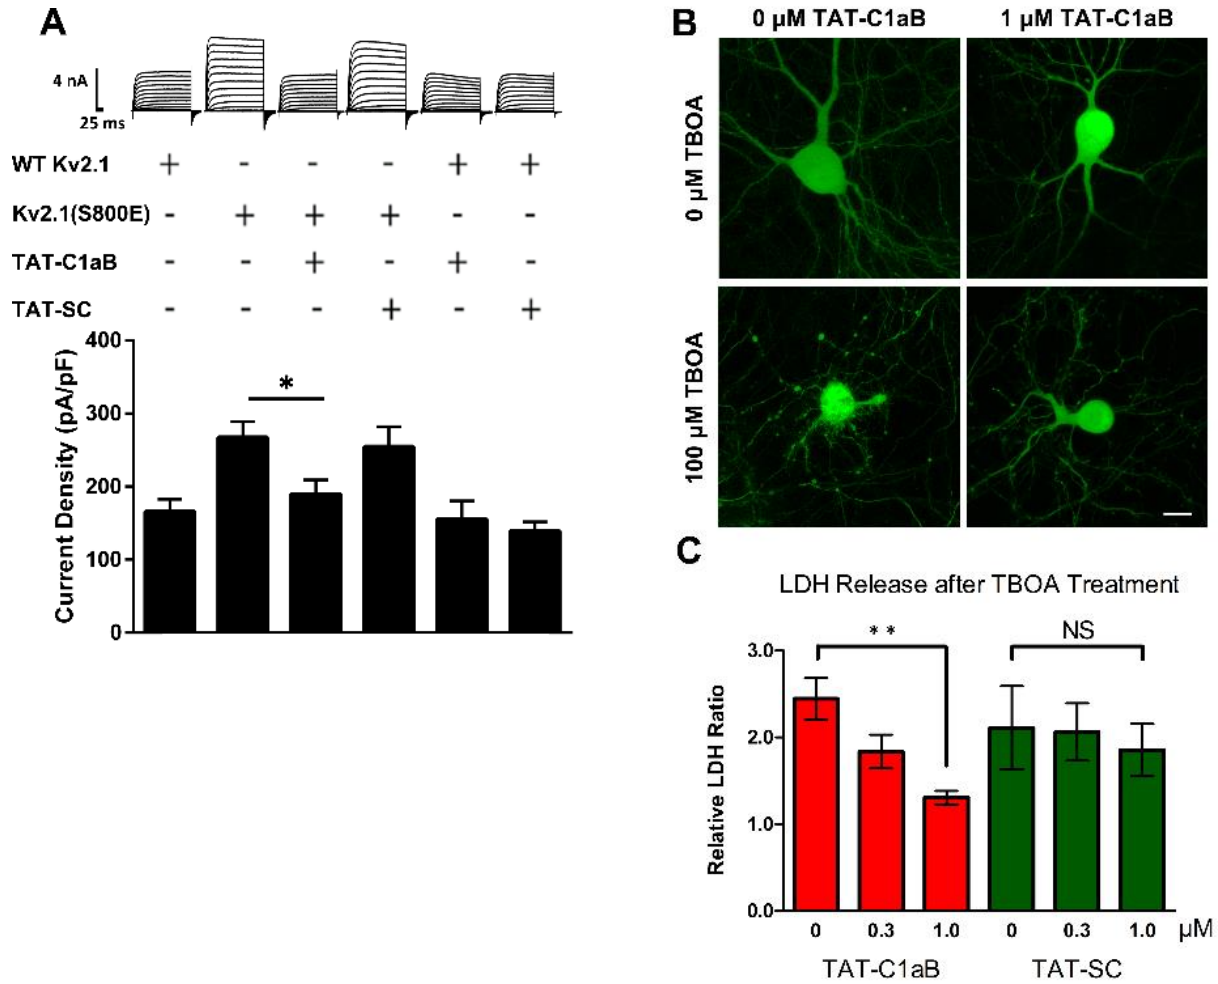 A
4 nA
25 ms
WT Kv2.1 + - - - + +
Kv2.1(S800E) - + + + - -
TAT-C1aB - - + - + -
TAT-SC - - - + - +
*
Current Density (pA/pF)
400
300
200
100
0
B
0 µM TAT-C1aB 1 µM TAT-C1aB
0 µM TBOA
100 µM TBOA
C
LDH Release after TBOA Treatment
** NS
Relative LDH Ratio
3.0
2.0
1.0
0.0
0 0.3 1.0 0 0.3 1.0 µM
TAT-C1aB TAT-SC